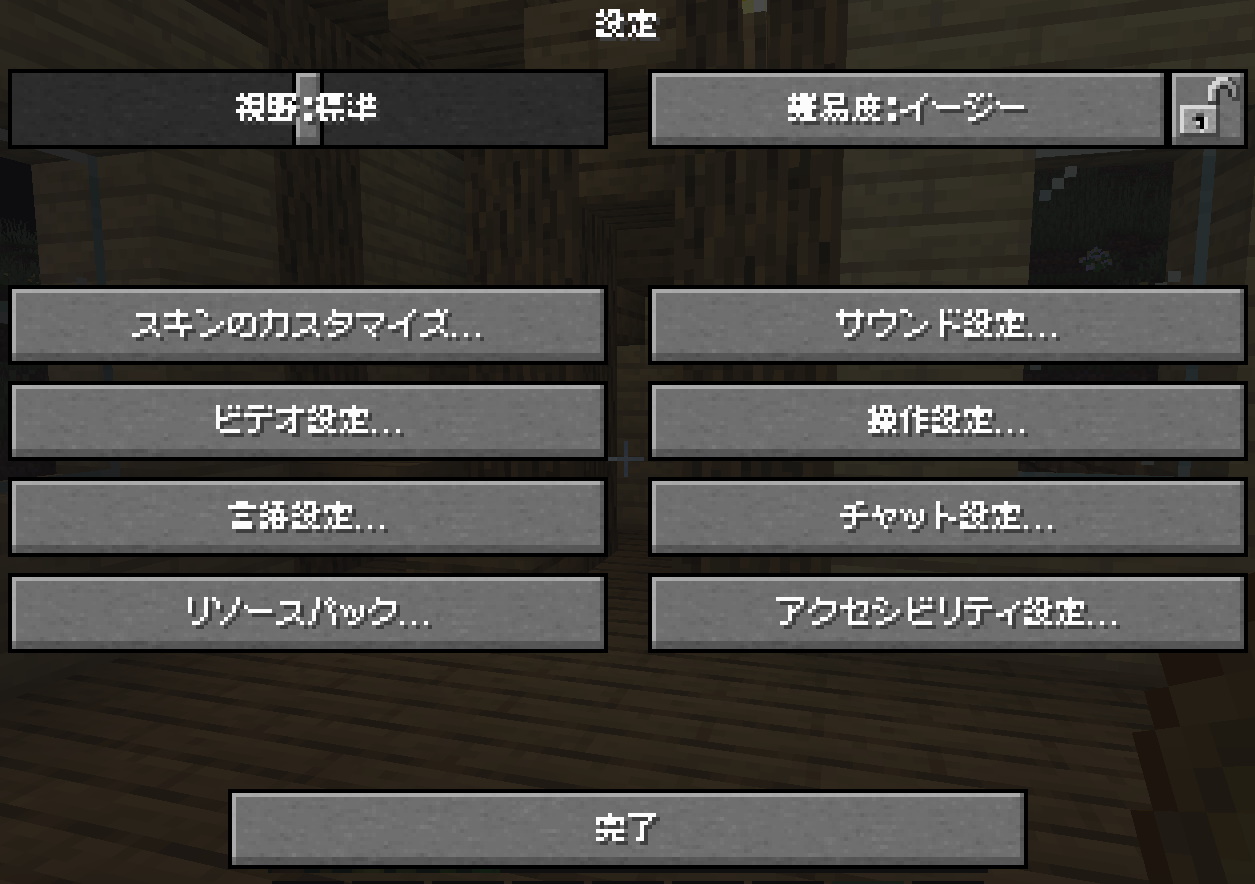 設定
視野:標準
難易度:イージー
スキンのカスタマイズ...
サウンド設定...
ビデオ設定...
操作設定...
言語設定...
チャット設定...
リソースパック...
アクセシビリティ設定...
完了